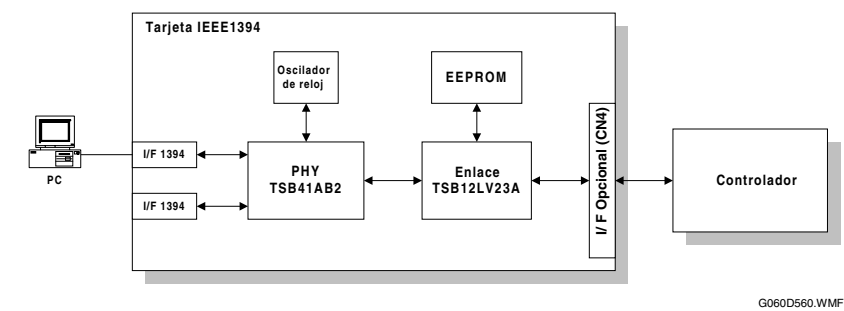 Tarjeta IEEE1394
Oscilador
de reloj
EEPROM
I/F 1394
PC
PHY
TSB41AB2
Enlace
TSB12LV23A
I/ F Opcional (CN4)
Controlador
I/F 1394
G060D560.WMF